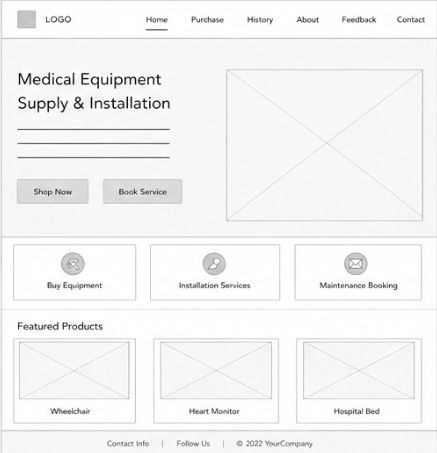 LOGO
Home Purchase History About Feedback Contact
Medical Equipment
Supply & Installation
Shop Now Book Service
Buy Equipment Installation Services Maintenance Booking
Featured Products
Wheelchair Heart Monitor Hospital Bed
Contact Info | Follow Us | © 2022 YourCompany